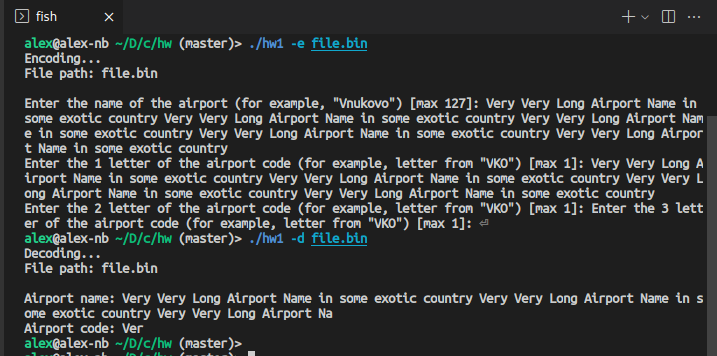 fish
alex@alex-nb ~/D/c/hw (master)> ./hw1 -e file.bin
Encoding...
File path: file.bin
Enter the name of the airport (for example, "Vnukovo") [max 127]: Very Very Long Airport Name in
some exotic country Very Very Long Airport Name in some exotic country Very Very Long Airport Nam
e in some exotic country Very Very Long Airport Name in some exotic country Very Very Long Airpor
t Name in some exotic country
Enter the 1 letter of the airport code (for example, letter from "VKO") [max 1]: Very Very Long A
irport Name in some exotic country Very Very Long Airport Name in some exotic country Very Very L
ong Airport Name in some exotic country Very Very Long Airport Name in some exotic country
Enter the 2 letter of the airport code (for example, letter from "VKO") [max 1]: Enter the 3 lett
er of the airport code (for example, letter from "VKO") [max 1]: ⏎
alex@alex-nb ~/D/c/hw (master)> ./hw1 -d file.bin
Decoding...
File path: file.bin
Airport name: Very Very Long Airport Name in some exotic country Very Very Long Airport Name in s
ome exotic country Very Very Long Airport Na
Airport code: Ver
alex@alex-nb ~/D/c/hw (master)>
alex@alex-nb ~/D/c/hw (master)>